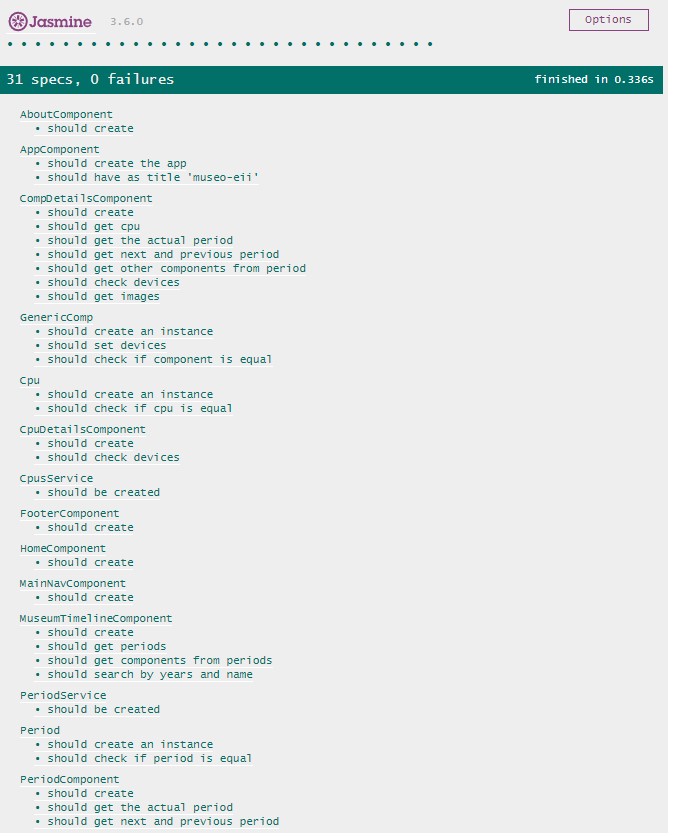 Jasmine 3.6.0 Options
31 specs, 0 failures finished in 0.336s
AboutComponent
• should create
AppComponent
• should create the app
• should have as title 'museo-eii'
CompDetailsComponent
• should create
• should get cpu
• should get the actual period
• should get next and previous period
• should get other components from period
• should check devices
• should get images
GenericComp
• should create an instance
• should set devices
• should check if component is equal
Cpu
• should create an instance
• should check if cpu is equal
CpuDetailsComponent
• should create
• should check devices
CpusService
• should be created
FooterComponent
• should create
HomeComponent
• should create
MainNavComponent
• should create
MuseumTimelineComponent
• should create
• should get periods
• should get components from periods
• should search by years and name
PeriodService
• should be created
Period
• should create an instance
• should check if period is equal
PeriodComponent
• should create
• should get the actual period
• should get next and previous period